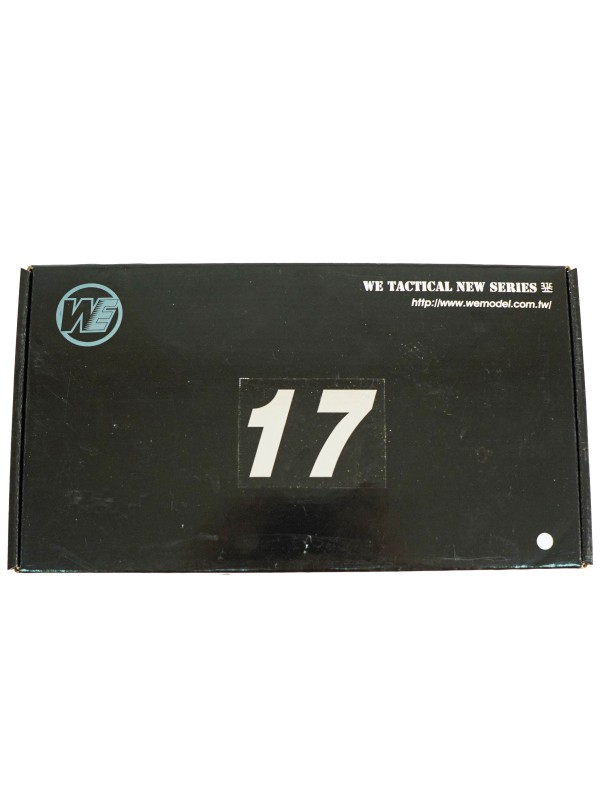 WE
WE TACTICAL NEW SERIES
http://www.wemodel.com.tw/
17